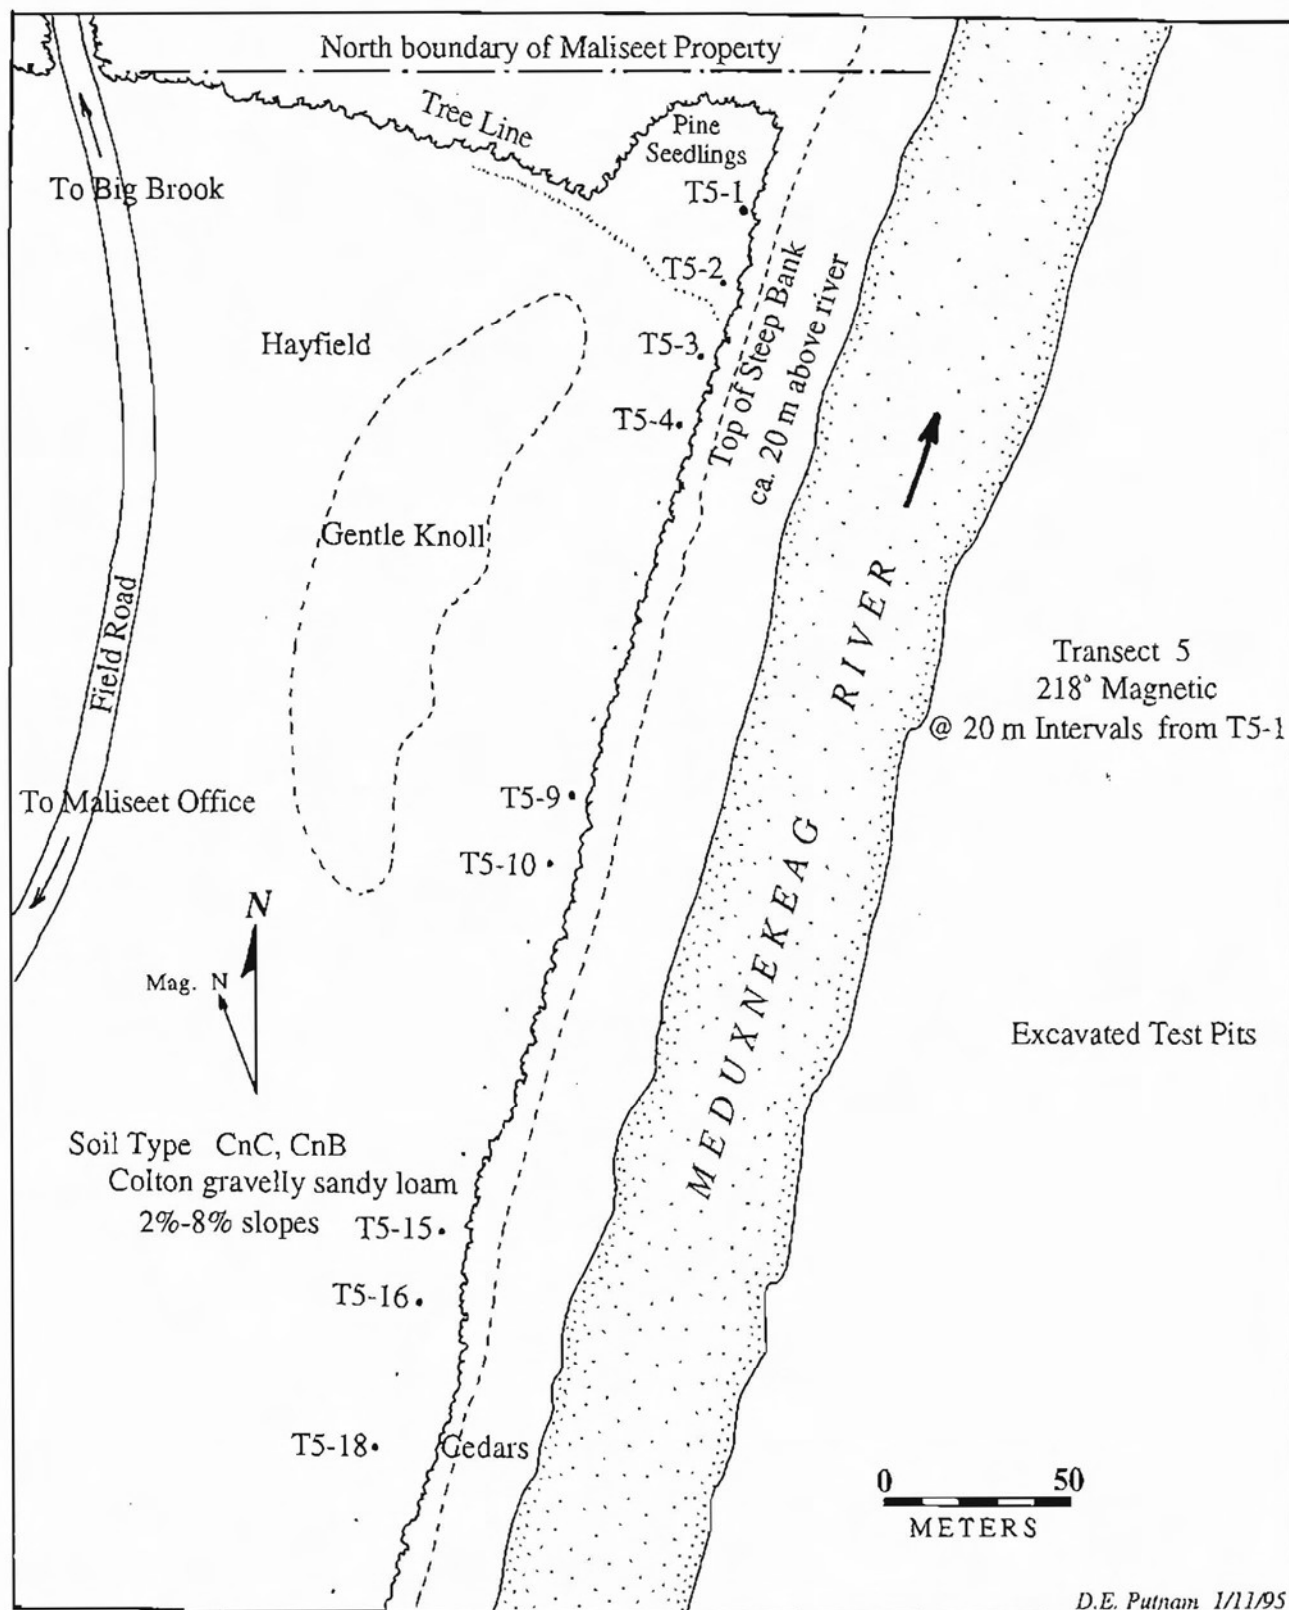 North boundary of Maliseet Property
Tree Line
Pine
Seedlings
To Big Brook
T5-1
T5-2
Top of Steep Bank
ca. 20 m above river
Hayfield
T5-3
T5-4
Gentle Knoll
Field Road
MEDUXNEKEAG RIVER
Transect 5
218° Magnetic
@ 20 m Intervals from T5-1
To Maliseet Office
T5-9
T5-10
N
Mag. N
Excavated Test Pits
Soil Type CnC, CnB
Colton gravelly sandy loam
2%-8% slopes
T5-15
T5-16
T5-18
Cedars
0 50
METERS
D.E. Putnam 1/11/95